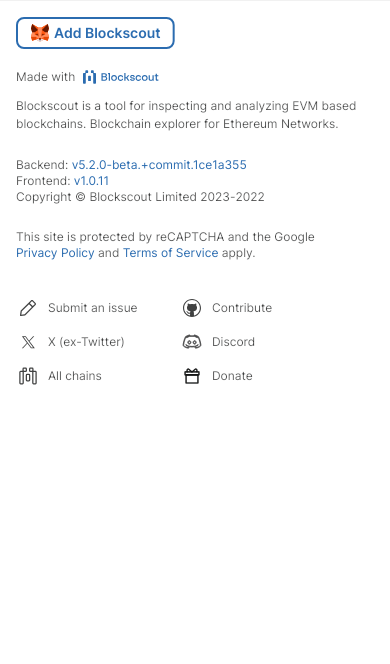 Add Blockscout
Made with Blockscout
Blockscout is a tool for inspecting and analyzing EVM based
blockchains. Blockchain explorer for Ethereum Networks.
Backend: v5.2.0-beta.+commit.1ce1a355
Frontend: v1.0.11
Copyright © Blockscout Limited 2023-2022
This site is protected by reCAPTCHA and the Google
Privacy Policy and Terms of Service apply.
Submit an issue
Contribute
X (ex-Twitter)
Discord
All chains
Donate